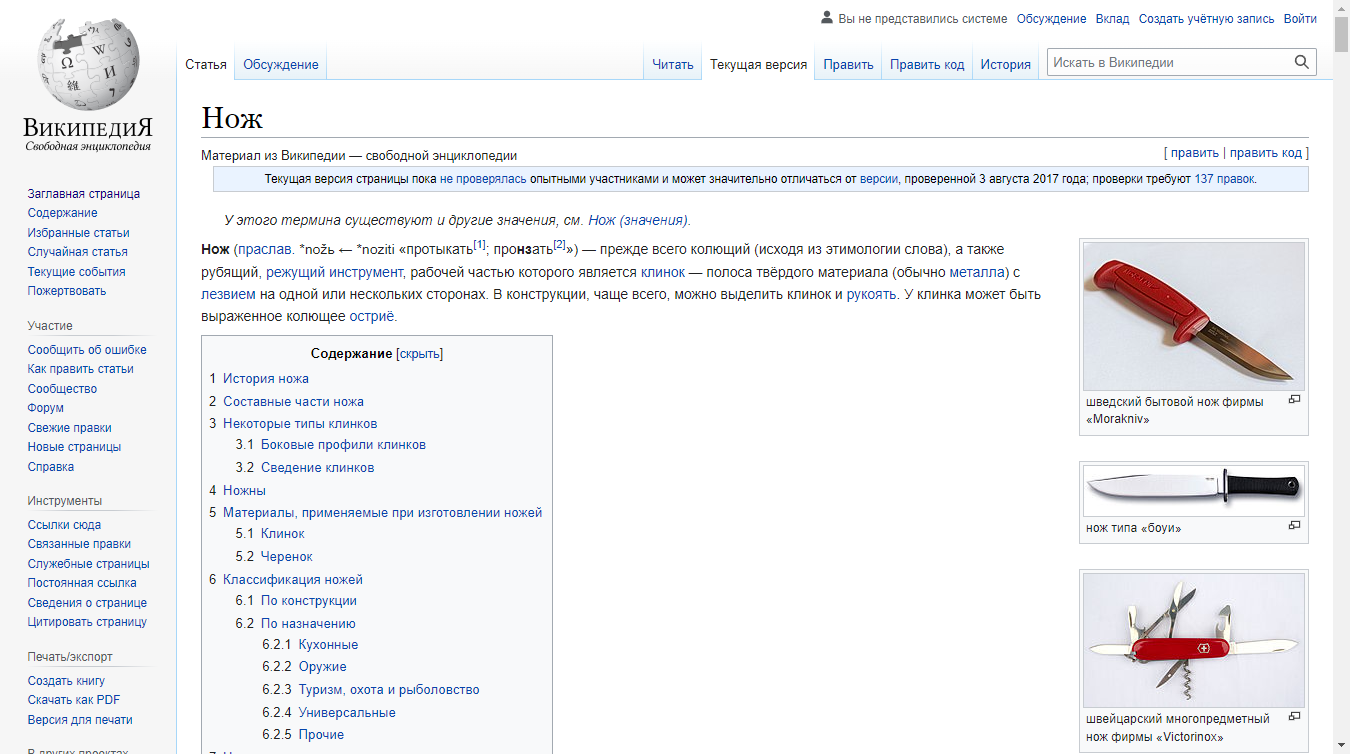 Вы не представились системе Обсуждение Вклад Создать учётную запись Войти
Статья Обсуждение Читать Текущая версия Править Править код История Искать в Википедии
ВикипедиЯ
Свободная энциклопедия
Заглавная страница
Содержание
Избранные статьи
Случайная статья
Текущие события
Пожертвовать
Участие
Сообщить об ошибке
Как править статьи
Сообщество
Форум
Свежие правки
Новые страницы
Справка
Инструменты
Ссылки сюда
Связанные правки
Служебные страницы
Постоянная ссылка
Сведения о странице
Цитировать страницу
Печать/экспорт
Создать книгу
Скачать как PDF
Версия для печати
В других проектах
Нож
Материал из Википедии — свободной энциклопедии
[ править | править код ]
Текущая версия страницы пока не проверялась опытными участниками и может значительно отличаться от версии, проверенной 3 августа 2017 года; проверки требуют 137 правок.
У этого термина существуют и другие значения, см. Нож (значения).
Нож (праслав. *nožь ← *noziti «протыкать[1]; пронзать[2]») — прежде всего колющий (исходя из этимологии слова), а также
рубящий, режущий инструмент, рабочей частью которого является клинок — полоса твёрдого материала (обычно металла) с
лезвием на одной или нескольких сторонах. В конструкции, чаще всего, можно выделить клинок и рукоять. У клинка может быть
выраженное колющее остриё.
Содержание [скрыть]
1 История ножа
2 Составные части ножа
3 Некоторые типы клинков
3.1 Боковые профили клинков
3.2 Сведение клинков
4 Ножны
5 Материалы, применяемые при изготовлении ножей
5.1 Клинок
5.2 Черенок
6 Классификация ножей
6.1 По конструкции
6.2 По назначению
6.2.1 Кухонные
6.2.2 Оружие
6.2.3 Туризм, охота и рыболовство
6.2.4 Универсальные
6.2.5 Прочие
шведский бытовой нож фирмы
«Morakniv»
нож типа «боуи»
швейцарский многопредметный
нож фирмы «Victorinox»